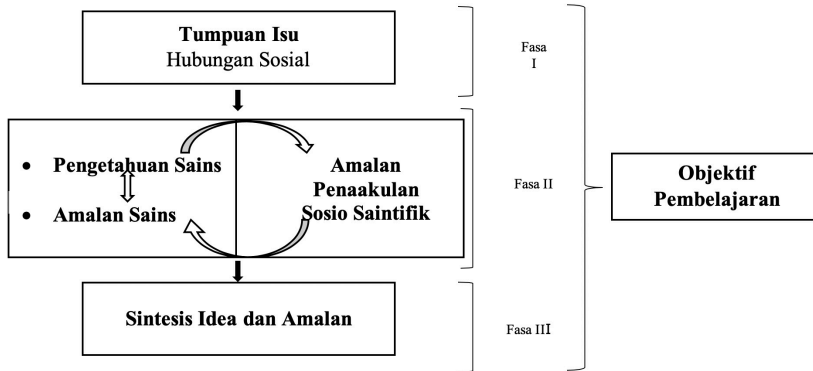 Tumpuan Isu
Hubungan Sosial
Fasa
I
• Pengetahuan Sains
• Amalan Sains
Amalan
Penaakulan
Sosio Saintifik
Fasa II
Objektif
Pembelajaran
Sintesis Idea dan Amalan
Fasa III